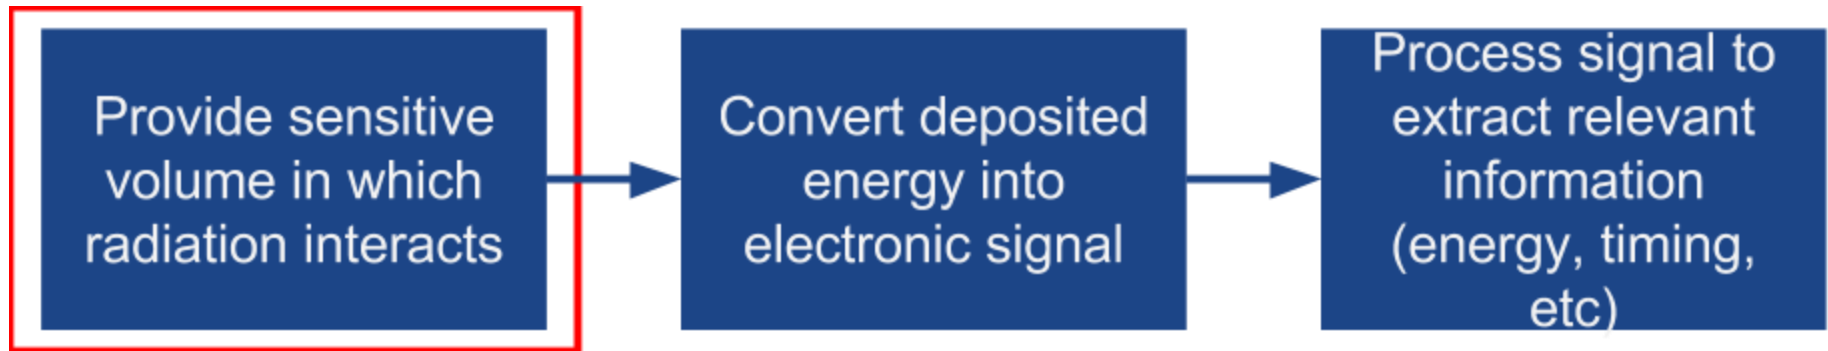 Provide sensitive
volume in which
radiation interacts
Convert deposited
energy into
electronic signal
Process signal to
extract relevant
information
(energy, timing,
etc)